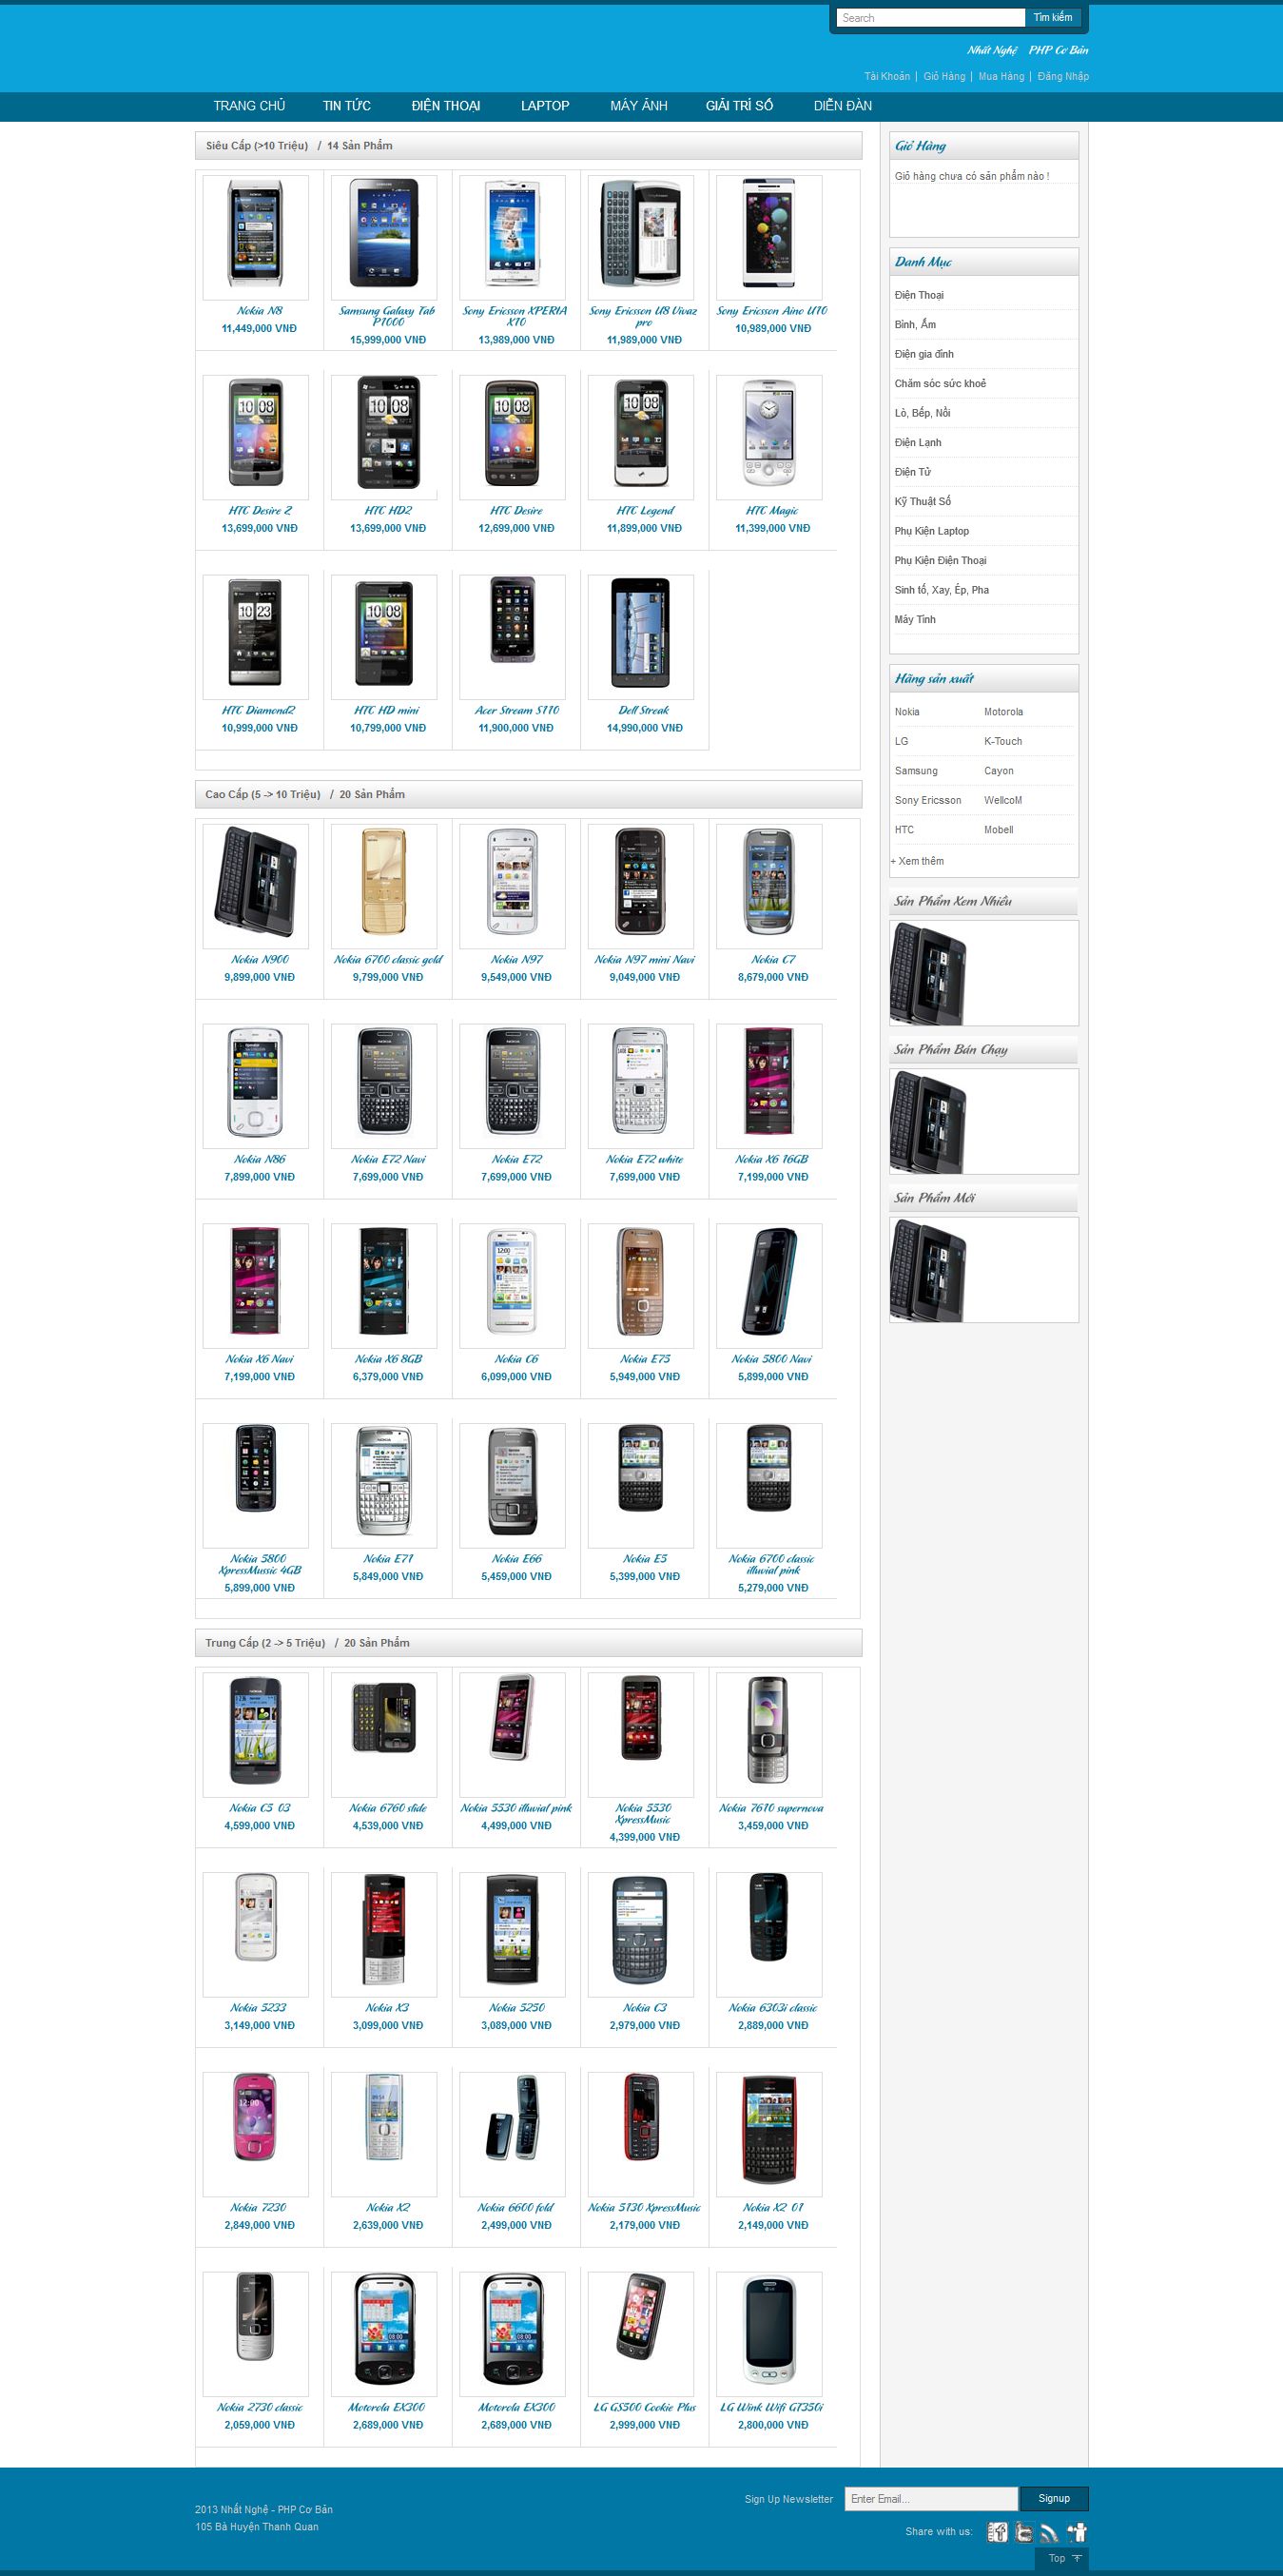 Search
Tìm kiếm
Nhất Nghệ PHP Cơ Bản
Tài Khoản | Giỏ Hàng | Mua Hàng | Đăng Nhập
TRANG CHỦ TIN TỨC ĐIỆN THOẠI LAPTOP MÁY ẢNH GIẢI TRÍ SỐ DIỄN ĐÀN
Siêu Cấp (>10 Triệu) / 14 Sản Phẩm
Nokia N8
11,449,000 VNĐ
Samsung Galaxy Tab
P1000
15,999,000 VNĐ
Sony Ericsson XPERIA
X10
13,989,000 VNĐ
Sony Ericsson U8 Vivaz
pro
11,989,000 VNĐ
Sony Ericsson Aino U10
10,989,000 VNĐ
HTC Desire Z
13,699,000 VNĐ
HTC HD2
13,699,000 VNĐ
HTC Desire
12,699,000 VNĐ
HTC Legend
11,899,000 VNĐ
HTC Magic
11,399,000 VNĐ
HTC Diamond2
10,999,000 VNĐ
HTC HD mini
10,799,000 VNĐ
Acer Stream S110
11,900,000 VNĐ
Dell Streak
14,990,000 VNĐ
Cao Cấp (5 -> 10 Triệu) / 20 Sản Phẩm
Nokia N900
9,899,000 VNĐ
Nokia 6700 classic gold
9,799,000 VNĐ
Nokia N97
9,549,000 VNĐ
Nokia N97 mini Navi
9,049,000 VNĐ
Nokia C7
8,679,000 VNĐ
Nokia N86
7,899,000 VNĐ
Nokia E72 Navi
7,699,000 VNĐ
Nokia E72
7,699,000 VNĐ
Nokia E72 white
7,699,000 VNĐ
Nokia X6 16GB
7,199,000 VNĐ
Nokia X6 Navi
7,199,000 VNĐ
Nokia X6 8GB
6,379,000 VNĐ
Nokia C6
6,099,000 VNĐ
Nokia E75
5,949,000 VNĐ
Nokia 5800 Navi
5,899,000 VNĐ
Nokia 5800
XpressMussic 4GB
5,899,000 VNĐ
Nokia E71
5,849,000 VNĐ
Nokia E66
5,459,000 VNĐ
Nokia E5
5,399,000 VNĐ
Nokia 6700 classic
illuvial pink
5,279,000 VNĐ
Trung Cấp (2 -> 5 Triệu) / 20 Sản Phẩm
Nokia C5 03
4,599,000 VNĐ
Nokia 6760 slide
4,539,000 VNĐ
Nokia 5530 illuvial pink
4,499,000 VNĐ
Nokia 5530
XpressMusic
4,399,000 VNĐ
Nokia 7610 supernova
3,459,000 VNĐ
Nokia 5233
3,149,000 VNĐ
Nokia X3
3,099,000 VNĐ
Nokia 5250
3,089,000 VNĐ
Nokia C3
2,979,000 VNĐ
Nokia 6303i classic
2,889,000 VNĐ
Nokia 7230
2,849,000 VNĐ
Nokia X2
2,639,000 VNĐ
Nokia 6600 fold
2,499,000 VNĐ
Nokia 5130 XpressMusic
2,179,000 VNĐ
Nokia X2 01
2,149,000 VNĐ
Nokia 2730 classic
2,059,000 VNĐ
Motorola EX300
2,689,000 VNĐ
Motorola EX300
2,689,000 VNĐ
LG GS500 Cookie Plus
2,999,000 VNĐ
LG Wink Wifi GT350i
2,800,000 VNĐ
Giỏ Hàng
Giỏ hàng chưa có sản phẩm nào !
Danh Mục
Điện Thoại
Bình, Ấm
Điện gia đình
Chăm sóc sức khoẻ
Lò, Bếp, Nồi
Điện Lạnh
Điện Tử
Kỹ Thuật Số
Phụ Kiện Laptop
Phụ Kiện Điện Thoại
Sinh tố, Xay, Ép, Pha
Máy Tính
Hãng sản xuất
Nokia Motorola
LG K-Touch
Samsung Cayon
Sony Ericsson WellcoM
HTC Mobell
+ Xem thêm
Sản Phẩm Xem Nhiều
Sản Phẩm Bán Chạy
Sản Phẩm Mới
2013 Nhất Nghệ - PHP Cơ Bản
105 Bà Huyện Thanh Quan
Sign Up Newsletter
Enter Email...
Signup
Share with us:
Top